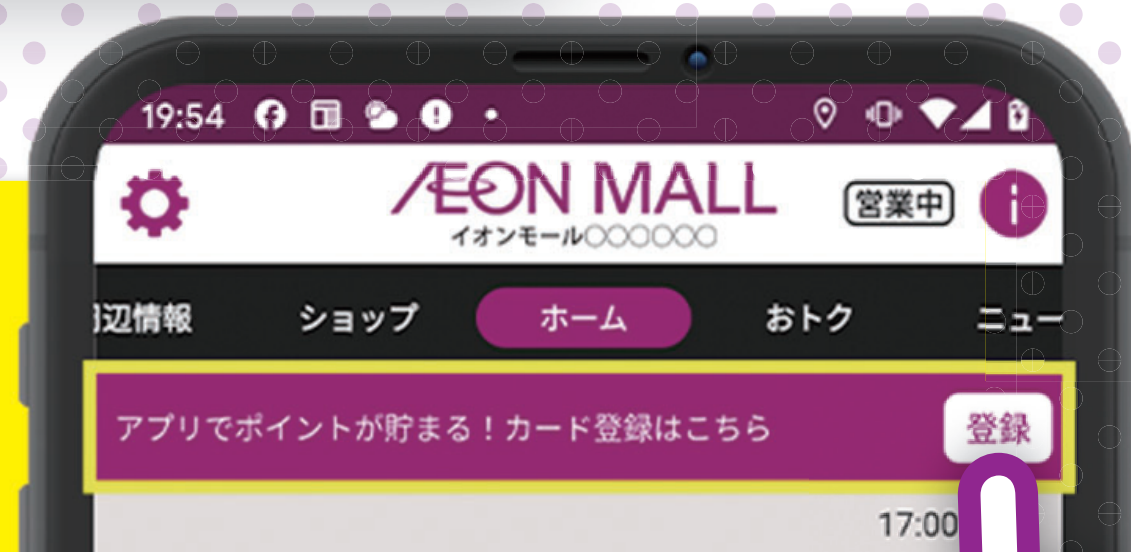 19:54
ÆON MALL
イオンモール〇〇〇〇〇〇
営業中
辺情報 ショップ ホーム おトク ニュー
アプリでポイントが貯まる！カード登録はこちら
登録
17:00